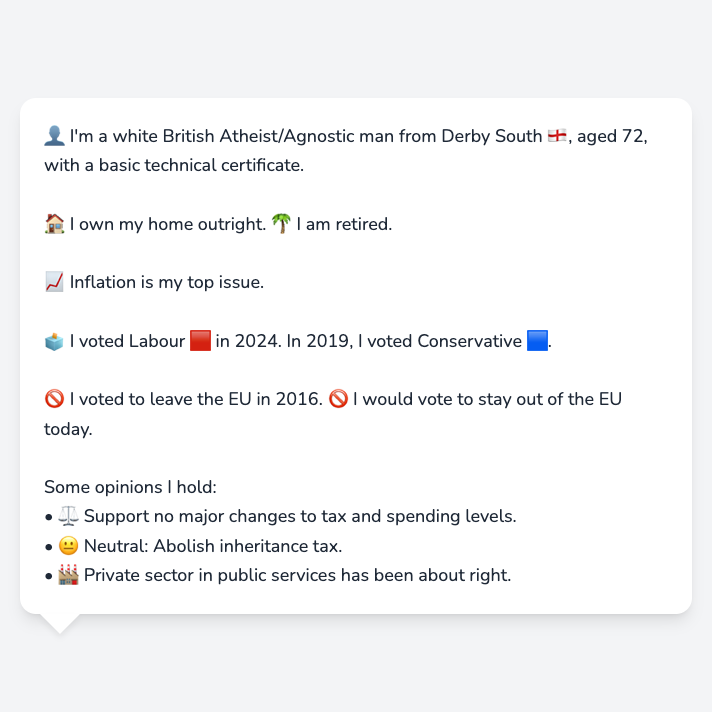 👤 I'm a white British Atheist/Agnostic man from Derby South 🏴󠁧󠁢󠁥󠁮󠁧󠁿, aged 72,
with a basic technical certificate.
🏠 I own my home outright. 🌴 I am retired.
📈 Inflation is my top issue.
🗳️ I voted Labour 🟥 in 2024. In 2019, I voted Conservative 🟦.
🚫 I voted to leave the EU in 2016. 🚫 I would vote to stay out of the EU
today.
Some opinions I hold:
• ⚖️ Support no major changes to tax and spending levels.
• 😐 Neutral: Abolish inheritance tax.
• 🏭 Private sector in public services has been about right.